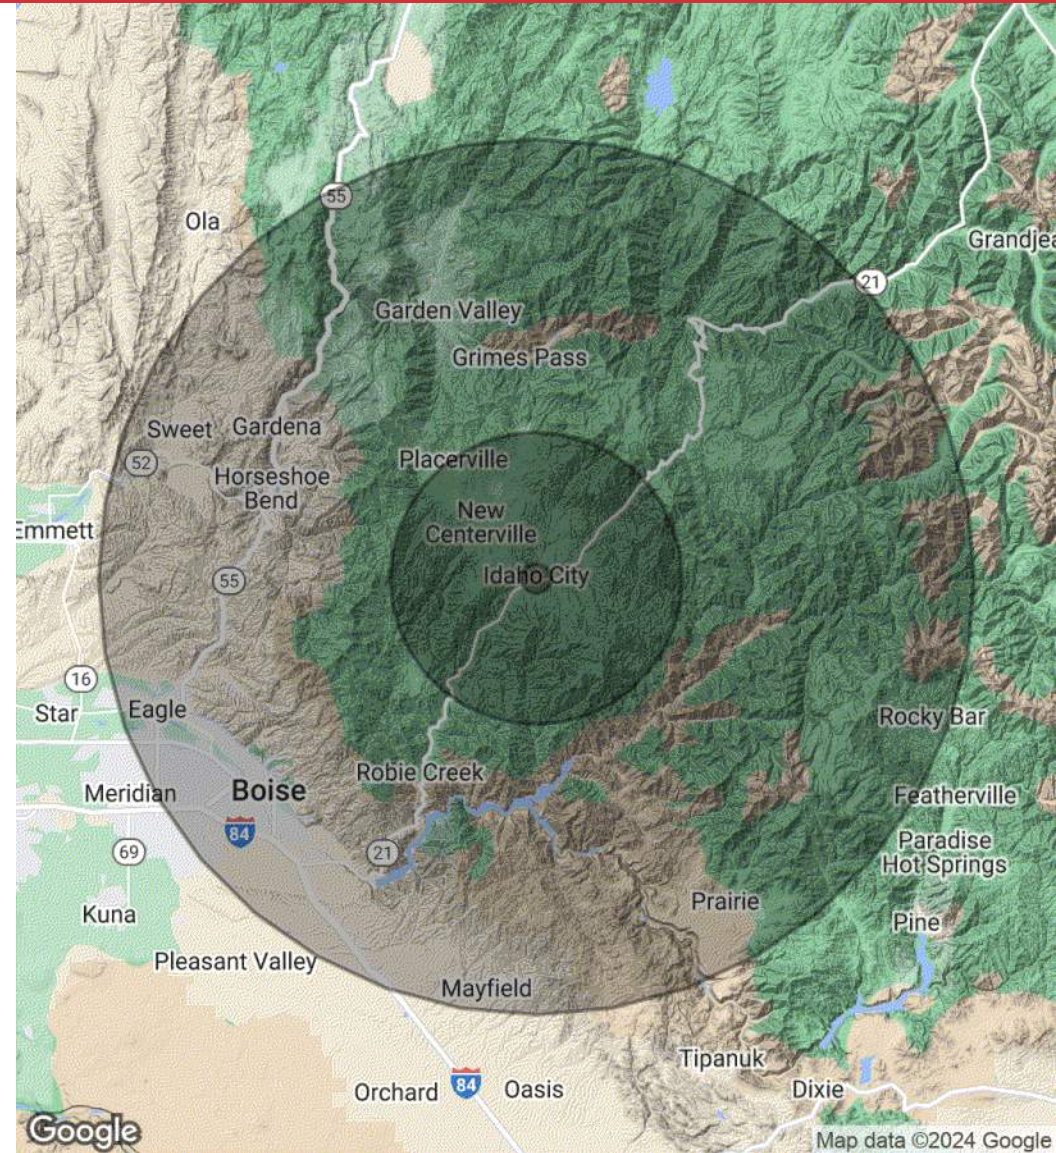 55
Ola
Grandjea
21
Garden Valley
Grimes Pass
Sweet
Gardena
52
Placerville
Horseshoe
Bend
New
Centerville
Emmett
Idaho City
55
16
Star
Eagle
Rocky Bar
Robie Creek
Meridian
Boise
Featherville
84
69
21
Paradise
Hot Springs
Prairie
Kuna
Pine
Pleasant Valley
Mayfield
Tipanuk
Orchard
84
Oasis
Dixie
Google
Map data ©2024 Google